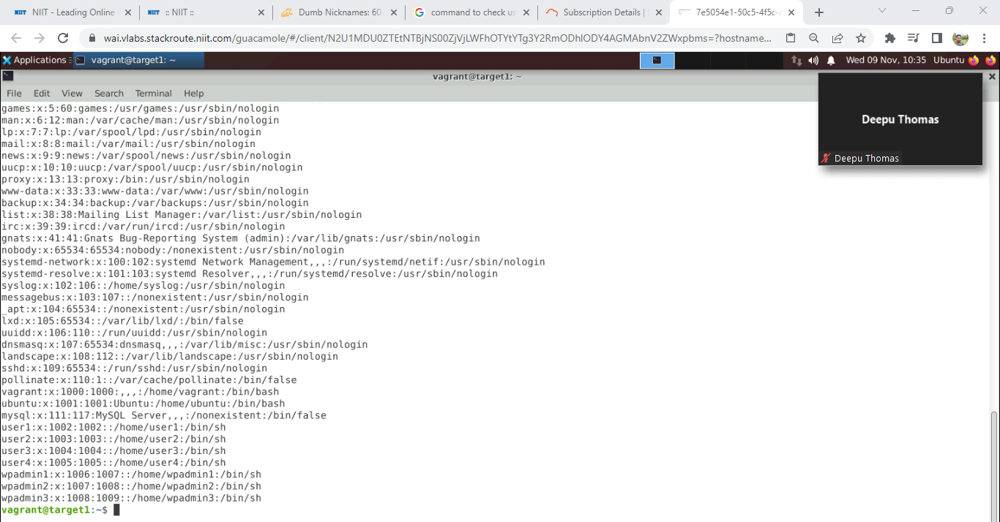 NIIT - Leading Online
:: NIIT ::
Dumb Nicknames: 60
command to check us
Subscription Details |
7e5054e1-50c5-4f5c-a
wai.vlabs.stackroute.niit.com/guacamole/#/client/N2U1MDU0ZTEtNTBjNS00ZjVjLWFhOTYtYTg3Y2RmODhlODY4AGMAbnV2ZWxpbms=?hostname...
Applications
vagrant@target1: ~
Wed 09 Nov, 10:35
Ubuntu
vagrant@target1: ~
File Edit View Search Terminal Help
games:x:5:60:games:/usr/games:/usr/sbin/nologin
man:x:6:12:man:/var/cache/man:/usr/sbin/nologin
lp:x:7:7:lp:/var/spool/lpd:/usr/sbin/nologin
mail:x:8:8:mail:/var/mail:/usr/sbin/nologin
news:x:9:9:news:/var/spool/news:/usr/sbin/nologin
uucp:x:10:10:uucp:/var/spool/uucp:/usr/sbin/nologin
proxy:x:13:13:proxy:/bin:/usr/sbin/nologin
www-data:x:33:33:www-data:/var/www:/usr/sbin/nologin
backup:x:34:34:backup:/var/backups:/usr/sbin/nologin
list:x:38:38:Mailing List Manager:/var/list:/usr/sbin/nologin
irc:x:39:39:ircd:/var/run/ircd:/usr/sbin/nologin
gnats:x:41:41:Gnats Bug-Reporting System (admin):/var/lib/gnats:/usr/sbin/nologin
nobody:x:65534:65534:nobody:/nonexistent:/usr/sbin/nologin
systemd-network:x:100:102:systemd Network Management,,,:/run/systemd/netif:/usr/sbin/nologin
systemd-resolve:x:101:103:systemd Resolver,,,:/run/systemd/resolve:/usr/sbin/nologin
syslog:x:102:106::/home/syslog:/usr/sbin/nologin
messagebus:x:103:107::/nonexistent:/usr/sbin/nologin
_apt:x:104:65534::/nonexistent:/usr/sbin/nologin
lxd:x:105:65534::/var/lib/lxd/:/bin/false
uuidd:x:106:110::/run/uuidd:/usr/sbin/nologin
dnsmasq:x:107:65534:dnsmasq,,,:/var/lib/misc:/usr/sbin/nologin
landscape:x:108:112::/var/lib/landscape:/usr/sbin/nologin
sshd:x:109:65534::/run/sshd:/usr/sbin/nologin
pollinate:x:110:1::/var/cache/pollinate:/bin/false
vagrant:x:1000:1000:,,,:/home/vagrant:/bin/bash
ubuntu:x:1001:1001:Ubuntu:/home/ubuntu:/bin/bash
mysql:x:111:117:MySQL Server,,,:/nonexistent:/bin/false
user1:x:1002:1002::/home/user1:/bin/sh
user2:x:1003:1003::/home/user2:/bin/sh
user3:x:1004:1004::/home/user3:/bin/sh
user4:x:1005:1005::/home/user4:/bin/sh
wpadmin1:x:1006:1007::/home/wpadmin1:/bin/sh
wpadmin2:x:1007:1008::/home/wpadmin2:/bin/sh
wpadmin3:x:1008:1009::/home/wpadmin3:/bin/sh
vagrant@target1:~$
Deepu Thomas
Deepu Thomas